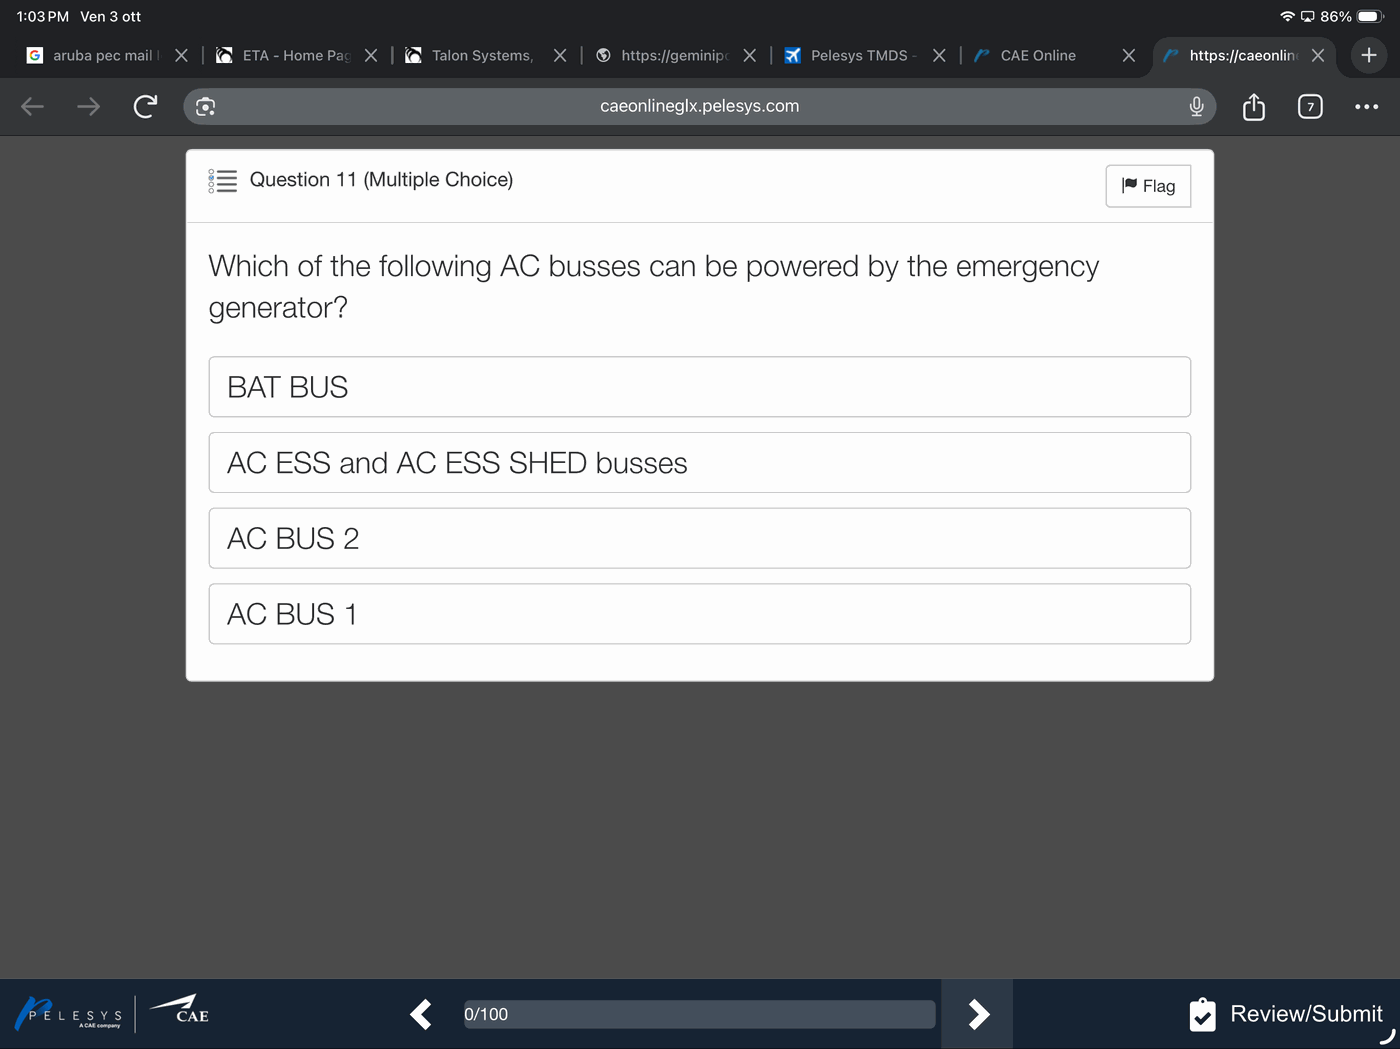 1:03 PM Ven 3 ott
86%
aruba pec mail
ETA - Home Pag
Talon Systems,
https://geminipo
Pelesys TMDS -
CAE Online
https://caeonlin
caeonlineglx.pelesys.com
7
Question 11 (Multiple Choice)
Flag
Which of the following AC busses can be powered by the emergency
generator?
BAT BUS
AC ESS and AC ESS SHED busses
AC BUS 2
AC BUS 1
PELESYS
A CAE company
CAE
0/100
Review/Submit